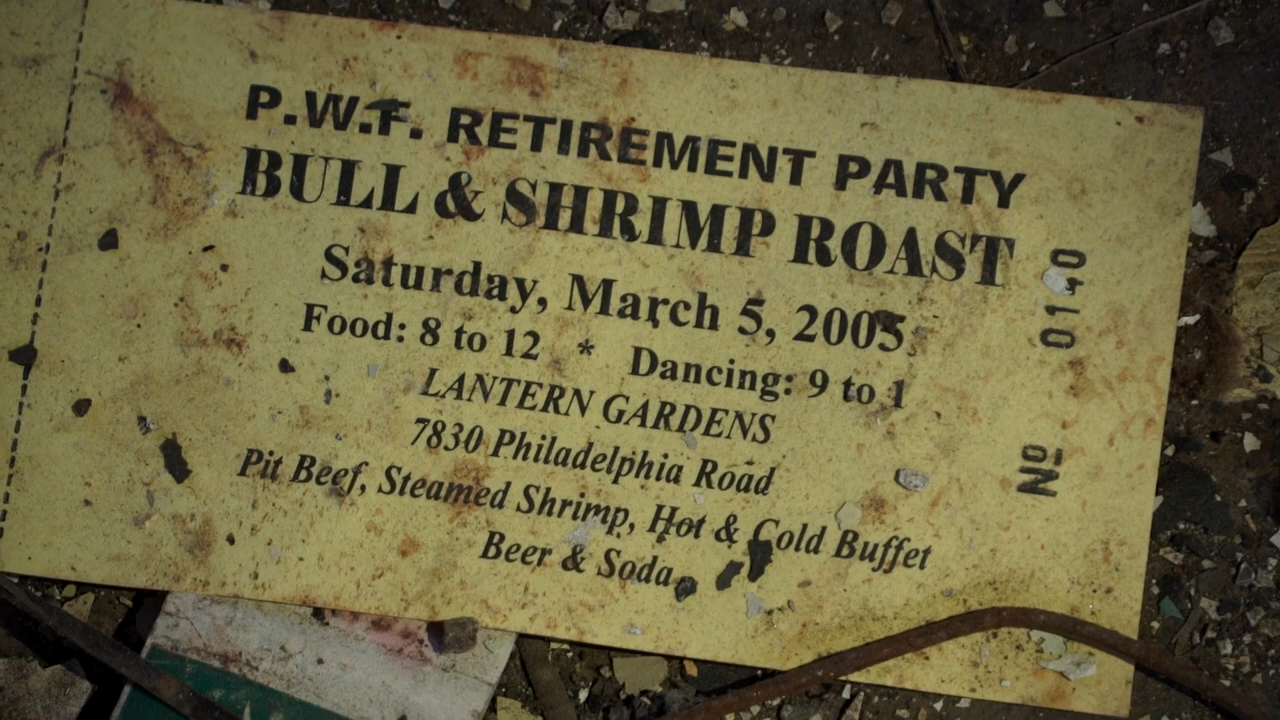 P.W.F. RETIREMENT PARTY
BULL & SHRIMP ROAST
Saturday, March 5, 2005
Food: 8 to 12 * Dancing: 9 to 1
LANTERN GARDENS
7830 Philadelphia Road
Pit Beef, Steamed Shrimp, Hot & Cold Buffet
Beer & Soda
Nº 0140